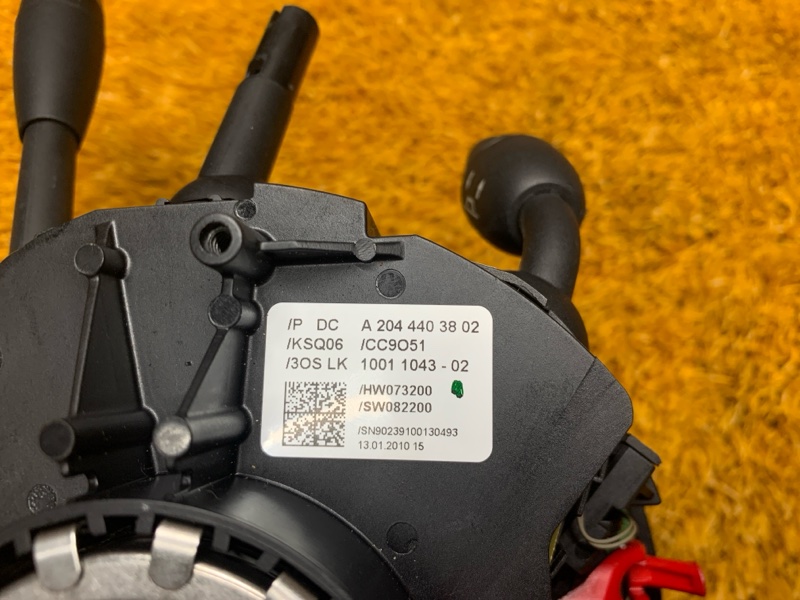 /P DC A 204 440 38 02
/KSQ06 /CC9O51
/3OS LK 1001 1043 - 02
/HW073200
/SW082200
/SN90239100130493
13.01.2010 15
P